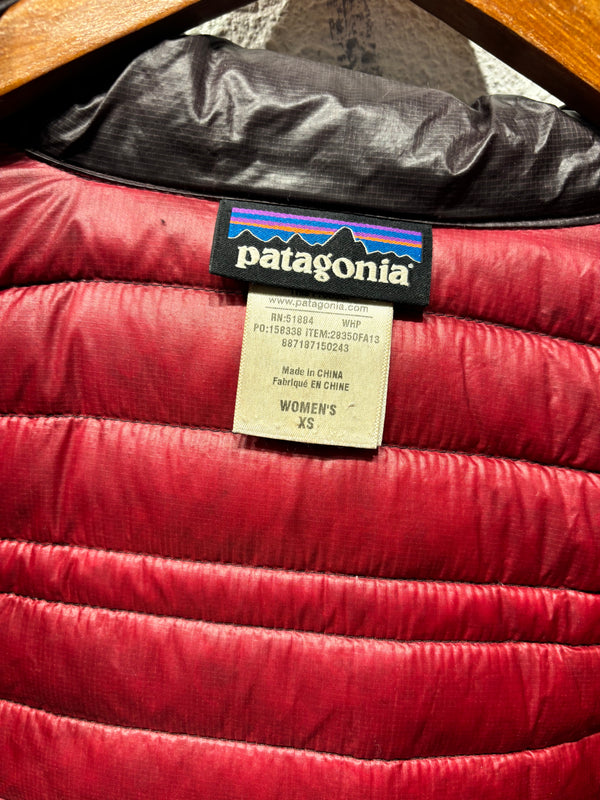 patagonia
www.patagonia.com
RN:51884 WHP
PO:158338 ITEM:28350FA13
887187150243
Made in CHINA
Fabriqué EN CHINE
WOMEN'S
XS